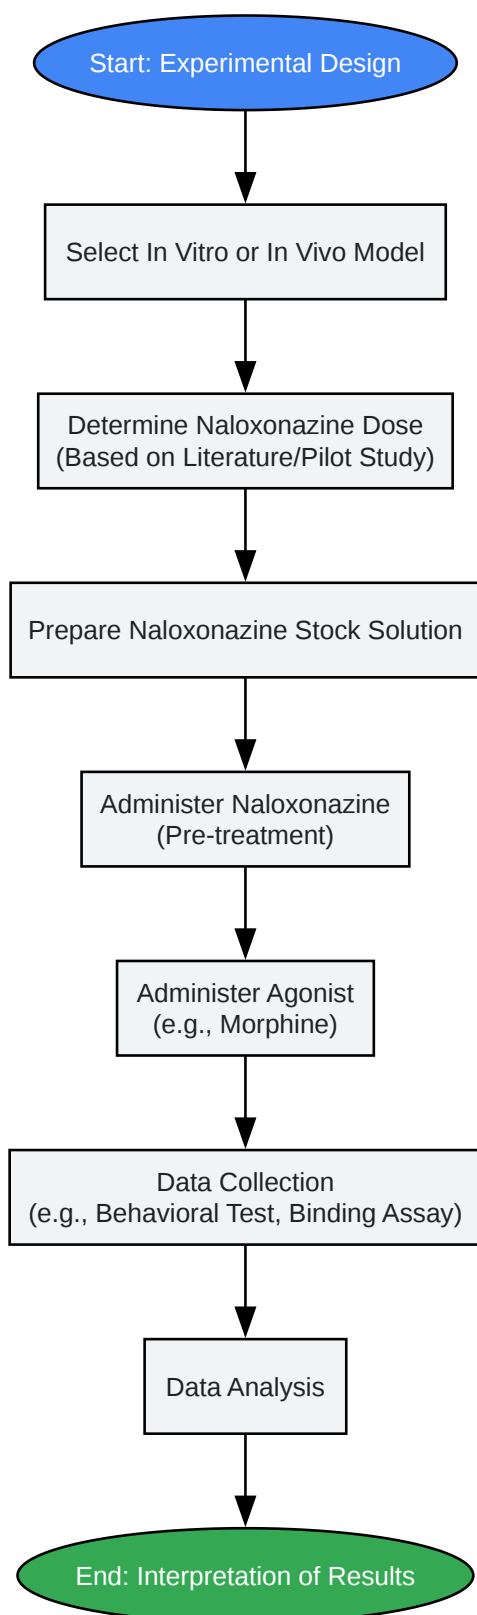 Start: Experimental Design
Select In Vitro or In Vivo Model
Determine Naloxonazine Dose
(Based on Literature/Pilot Study)
Prepare Naloxonazine Stock Solution
Administer Naloxonazine
(Pre-treatment)
Administer Agonist
(e.g., Morphine)
Data Collection
(e.g., Behavioral Test, Binding Assay)
Data Analysis
End: Interpretation of Results